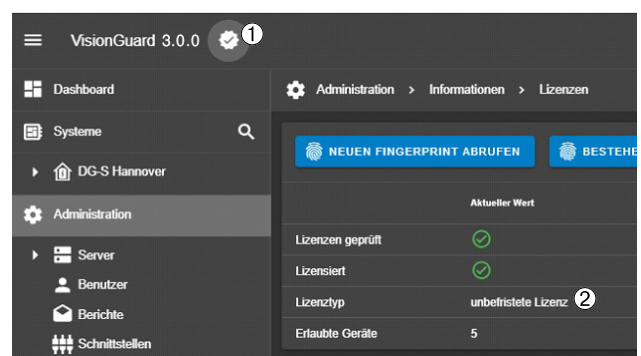 VisionGuard 3.0.0 1
Dashboard
Administration > Informationen > Lizenzen
Systeme
NEUEN FINGERPRINT ABRUFEN
BESTEHE
DG-S Hannover
Aktueller Wert
Administration
Lizenzen geprüft
Server
Lizensiert
Benutzer
Lizenztyp unbefristete Lizenz 2
Berichte
Erlaubte Geräte 5
Schnittstellen